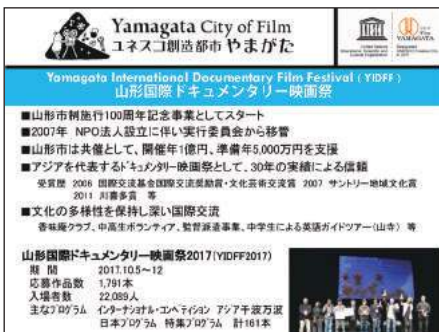 Yamagata City of Film
ユネスコ創造都市 やまがた
Yamagata International Documentary Film Festival ( YIDFF )
山形国際ドキュメンタリー映画祭
■山形市制施行100周年記念事業としてスタート
■2007年 NPO法人設立に伴い実行委員会から移管
■山形市は共催として、開催年1億円、準備年5,000万円を支援
■アジアを代表するドキュメンタリー映画祭として、30年の実績による信頼
受賞歴 2006 国際交流基金国際交流奨励賞・文化芸術交流賞 2007 サントリー地域文化賞
2011 川喜多賞 等
■文化の多様性を保持し深い国際交流
香味庵クラブ、中高生ボランティア、監督派遣事業、中学生による英語ガイドツアー(山寺) 等
山形国際ドキュメンタリー映画祭2017(YIDFF2017)
期 間 2017.10.5~12
応募作品数 1,791本
入場者数 22,089人
主なプログラム インターナショナル・コンペティション アジア千波万波
日本プログラム 特集プログラム 計161本